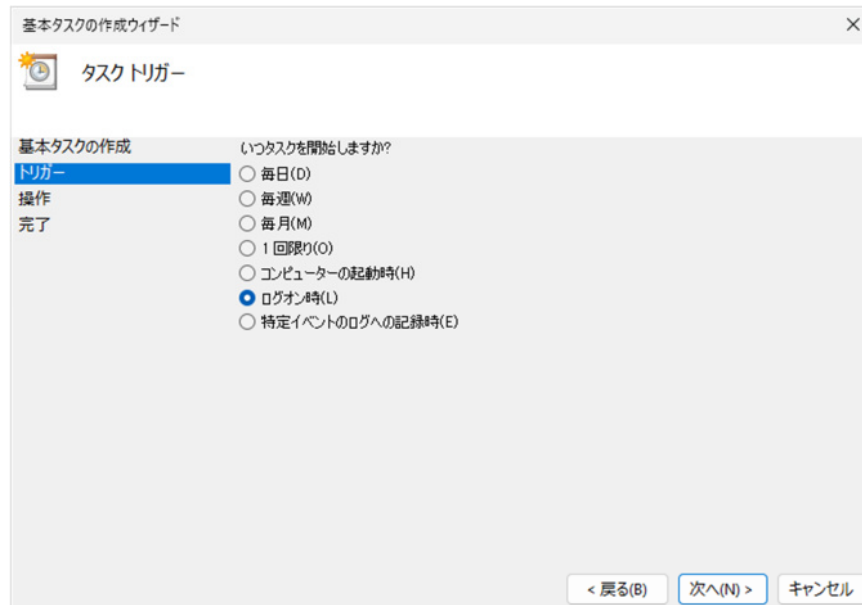 基本タスクの作成ウィザード
タスク トリガー
基本タスクの作成
トリガー
操作
完了
いつタスクを開始しますか?
毎日(D)
毎週(W)
毎月(M)
1 回限り(O)
コンピューターの起動時(H)
ログオン時(L)
特定イベントのログへの記録時(E)
< 戻る(B)
次へ(N) >
キャンセル